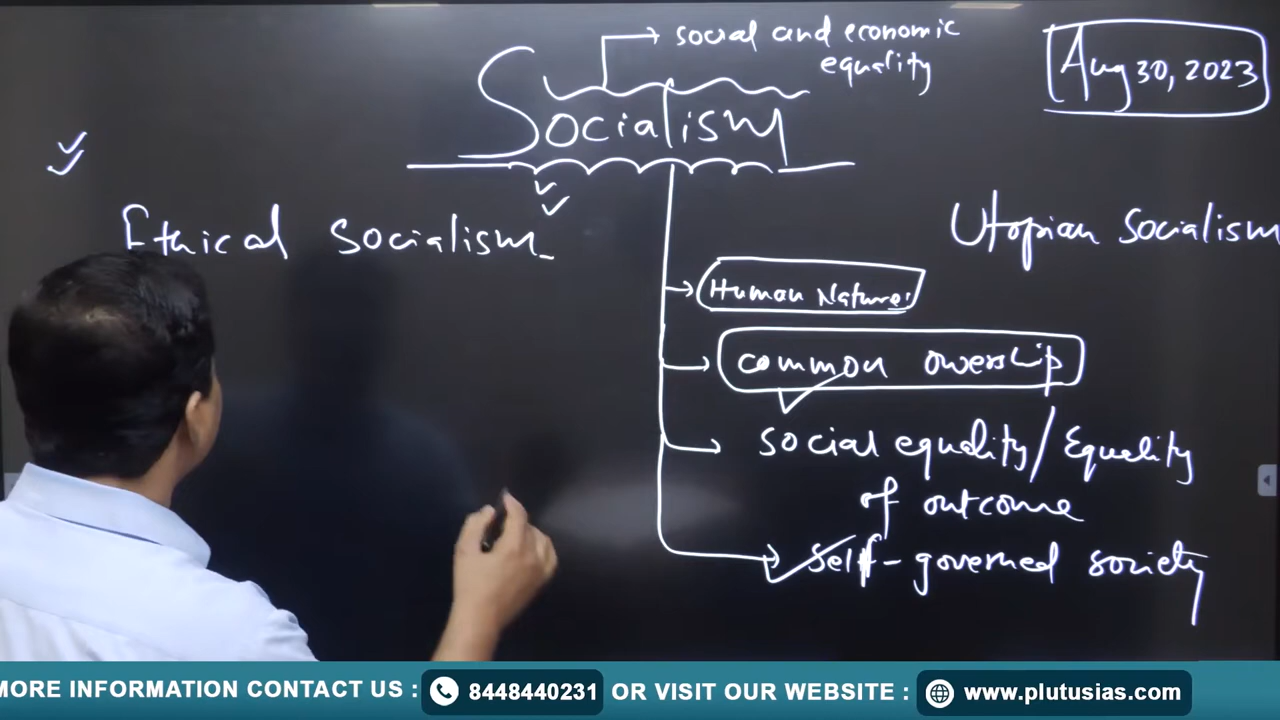 social and economic
equality
Aug 30, 2023
Socialism
Ethical Socialism
Utopian Socialism
Human Nature
common owership
social equality / Equality
of outcome
self-governed society
MORE INFORMATION CONTACT US : 8448440231 OR VISIT OUR WEBSITE : www.plutusias.com